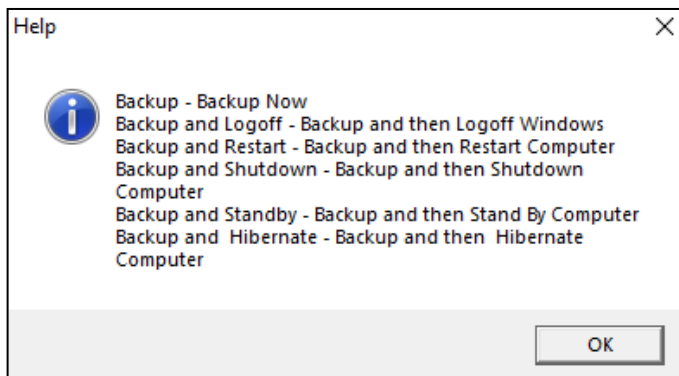 Help
Backup - Backup Now
Backup and Logoff - Backup and then Logoff Windows
Backup and Restart - Backup and then Restart Computer
Backup and Shutdown - Backup and then Shutdown
Computer
Backup and Standby - Backup and then Stand By Computer
Backup and  Hibernate - Backup and then  Hibernate
Computer
OK